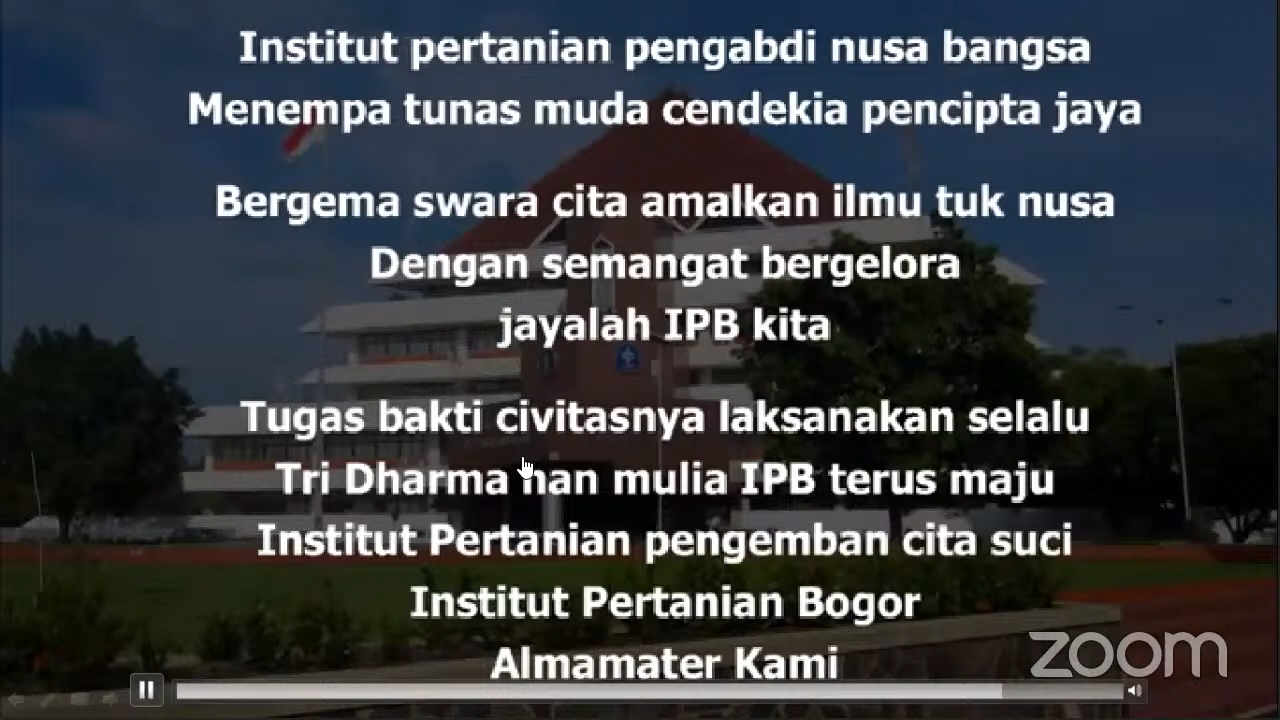 Institut pertanian pengabdi nusa bangsa
Menempa tunas muda cendekia pencipta jaya
Bergema swara cita amalkan ilmu tuk nusa
Dengan semangat bergelora
jayalah IPB kita
Tugas bakti civitasnya laksanakan selalu
Tri Dharma nan mulia IPB terus maju
Institut Pertanian pengemban cita suci
Institut Pertanian Bogor
Almamater Kami
zoom